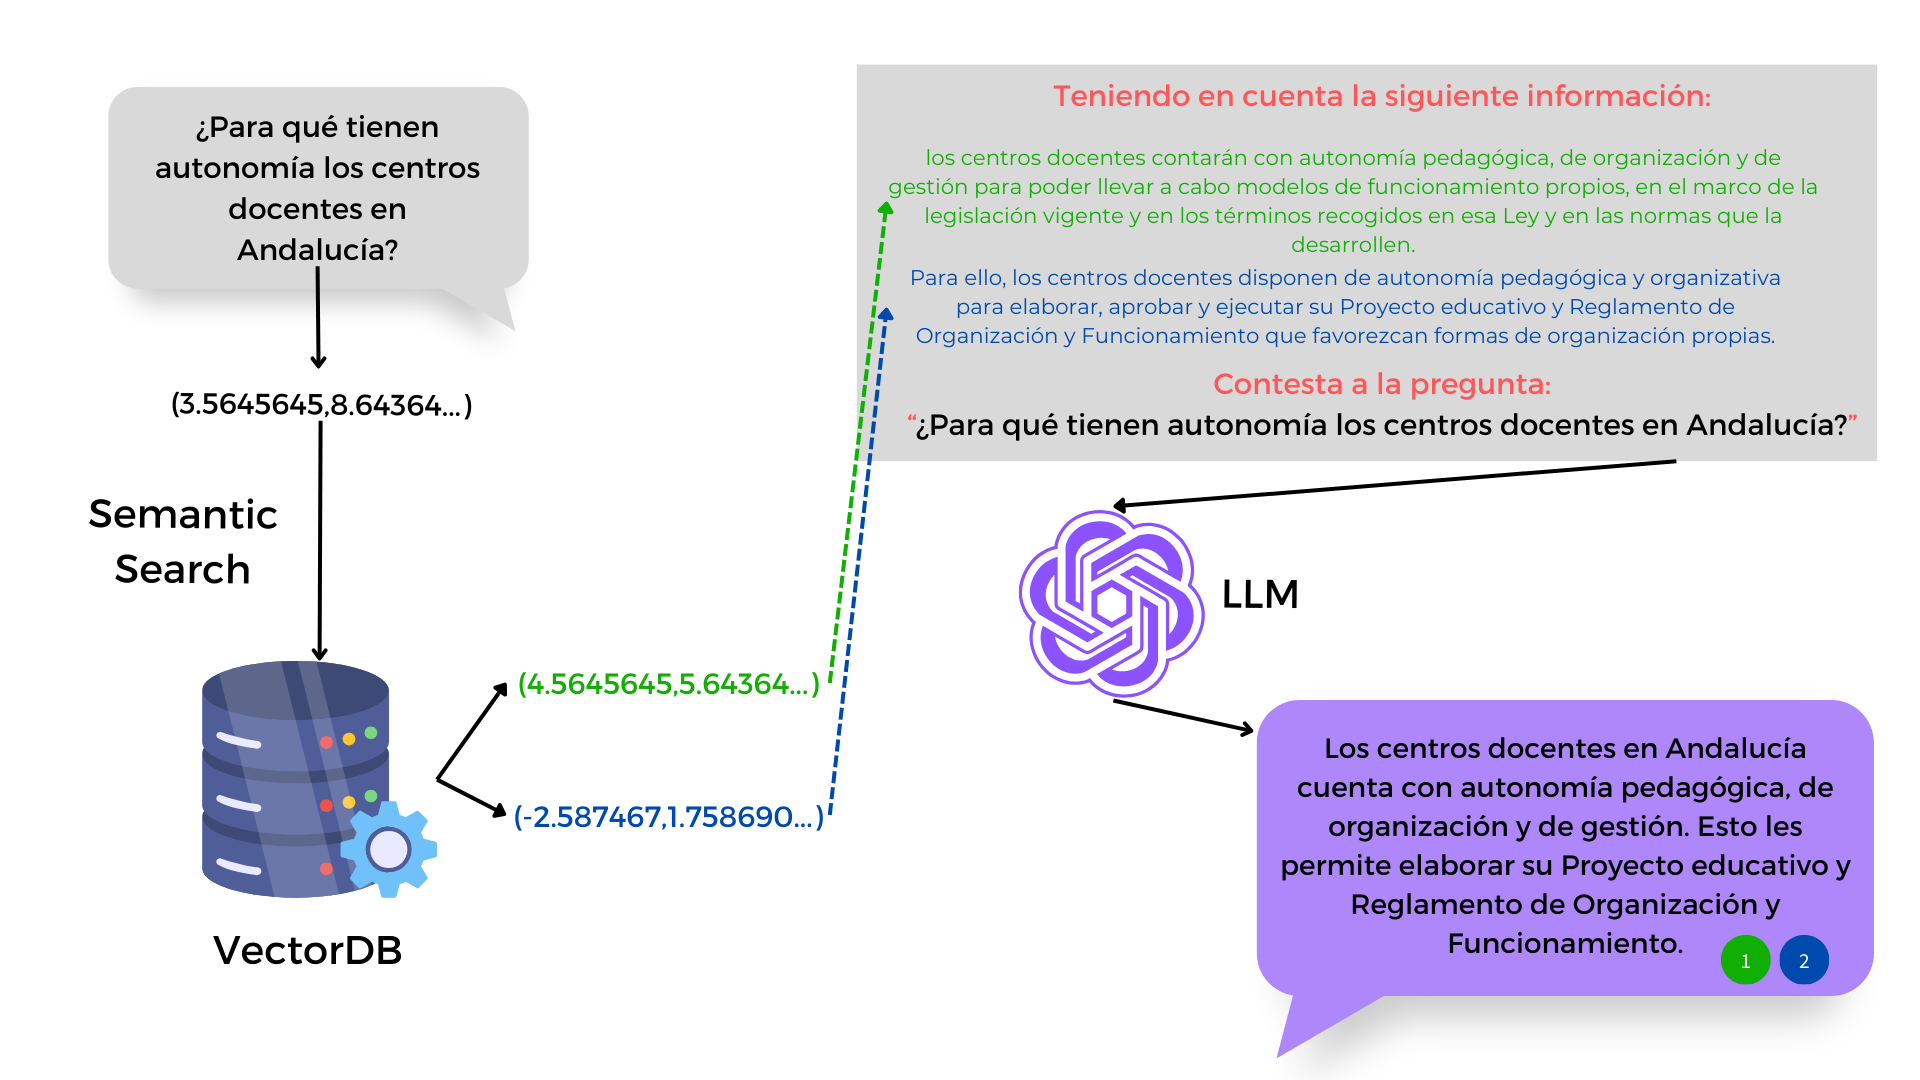 ¿Para qué tienen
autonomía los centros
docentes en
Andalucía?
(3.5645645,8.64364...)
Semantic
Search
VectorDB
(4.5645645,5.64364...)
(-2.587467,1.758690...)
Teniendo en cuenta la siguiente información:
los centros docentes contarán con autonomía pedagógica, de organización y de
gestión para poder llevar a cabo modelos de funcionamiento propios, en el marco de la
legislación vigente y en los términos recogidos en esa Ley y en las normas que la
desarrollen.
Para ello, los centros docentes disponen de autonomía pedagógica y organizativa
para elaborar, aprobar y ejecutar su Proyecto educativo y Reglamento de
Organización y Funcionamiento que favorezcan formas de organización propias.
Contesta a la pregunta:
“¿Para qué tienen autonomía los centros docentes en Andalucía?”
LLM
Los centros docentes en Andalucía
cuenta con autonomía pedagógica, de
organización y de gestión. Esto les
permite elaborar su Proyecto educativo y
Reglamento de Organización y
Funcionamiento.
1 2